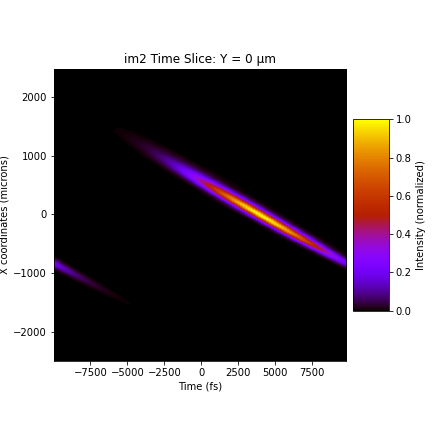 im2 Time Slice: Y = 0 μm
X coordinates (microns)
2000
1000
0
−1000
−2000
−7500 −5000 −2500 0 2500 5000 7500
Time (fs)
1.0
0.8
0.6
0.4
0.2
0.0
Intensity (normalized)